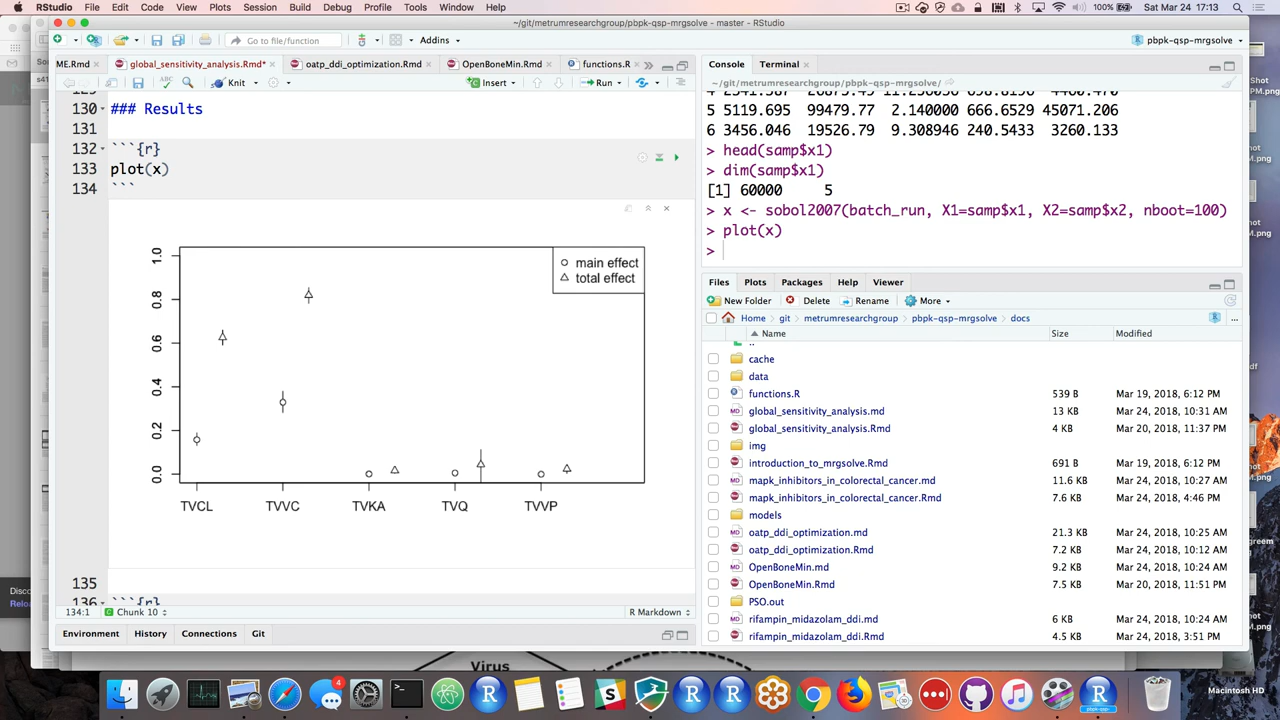 RStudio File Edit Code View Plots Session Build Debug Profile Tools Window Help 100% Sat Mar 24 17:13
~/git/metrumresearchgroup/pbpk-qsp-mrgsolve - master - RStudio
Go to file/function Addins pbpk-qsp-mrgsolve
ME.Rmd global_sensitivity_analysis.Rmd* oatp_ddi_optimization.Rmd OpenBoneMin.Rmd functions.R
ABC Knit Insert Run
130 ### Results
131
132 ```{r}
133 plot(x)
134 ```
main effect
total effect
1.0
0.8
0.6
0.4
0.2
0.0
TVCL TVVC TVKA TVQ TVVP
135
136 ```{r}
134:1 Chunk 10 R Markdown
Environment History Connections Git
Console Terminal
~/git/metrumresearchgroup/pbpk-qsp-mrgsolve/
5 5119.695 99479.77 2.140000 666.6529 45071.206
6 3456.046 19526.79 9.308946 240.5433 3260.133
> head(samp$x1)
> dim(samp$x1)
[1] 60000 5
> x <- sobol2007(batch_run, X1=samp$x1, X2=samp$x2, nboot=100)
> plot(x)
>
Files Plots Packages Help Viewer
New Folder Delete Rename More
Home git metrumresearchgroup pbpk-qsp-mrgsolve docs ...
Name Size Modified
..
cache
data
functions.R 539 B Mar 19, 2018, 6:12 PM
global_sensitivity_analysis.md 13 KB Mar 24, 2018, 10:31 AM
global_sensitivity_analysis.Rmd 4 KB Mar 20, 2018, 11:37 PM
img
introduction_to_mrgsolve.Rmd 691 B Mar 19, 2018, 6:12 PM
mapk_inhibitors_in_colorectal_cancer.md 11.6 KB Mar 24, 2018, 10:27 AM
mapk_inhibitors_in_colorectal_cancer.Rmd 7.6 KB Mar 24, 2018, 4:46 PM
models
oatp_ddi_optimization.md 21.3 KB Mar 24, 2018, 10:25 AM
oatp_ddi_optimization.Rmd 7.2 KB Mar 24, 2018, 10:12 AM
OpenBoneMin.md 9.2 KB Mar 24, 2018, 10:24 AM
OpenBoneMin.Rmd 7.5 KB Mar 20, 2018, 11:51 PM
PSO.out
rifampin_midazolam_ddi.md 6 KB Mar 24, 2018, 10:24 AM
rifampin_midazolam_ddi.Rmd 4.5 KB Mar 24, 2018, 3:51 PM
Virus
Macintosh HD